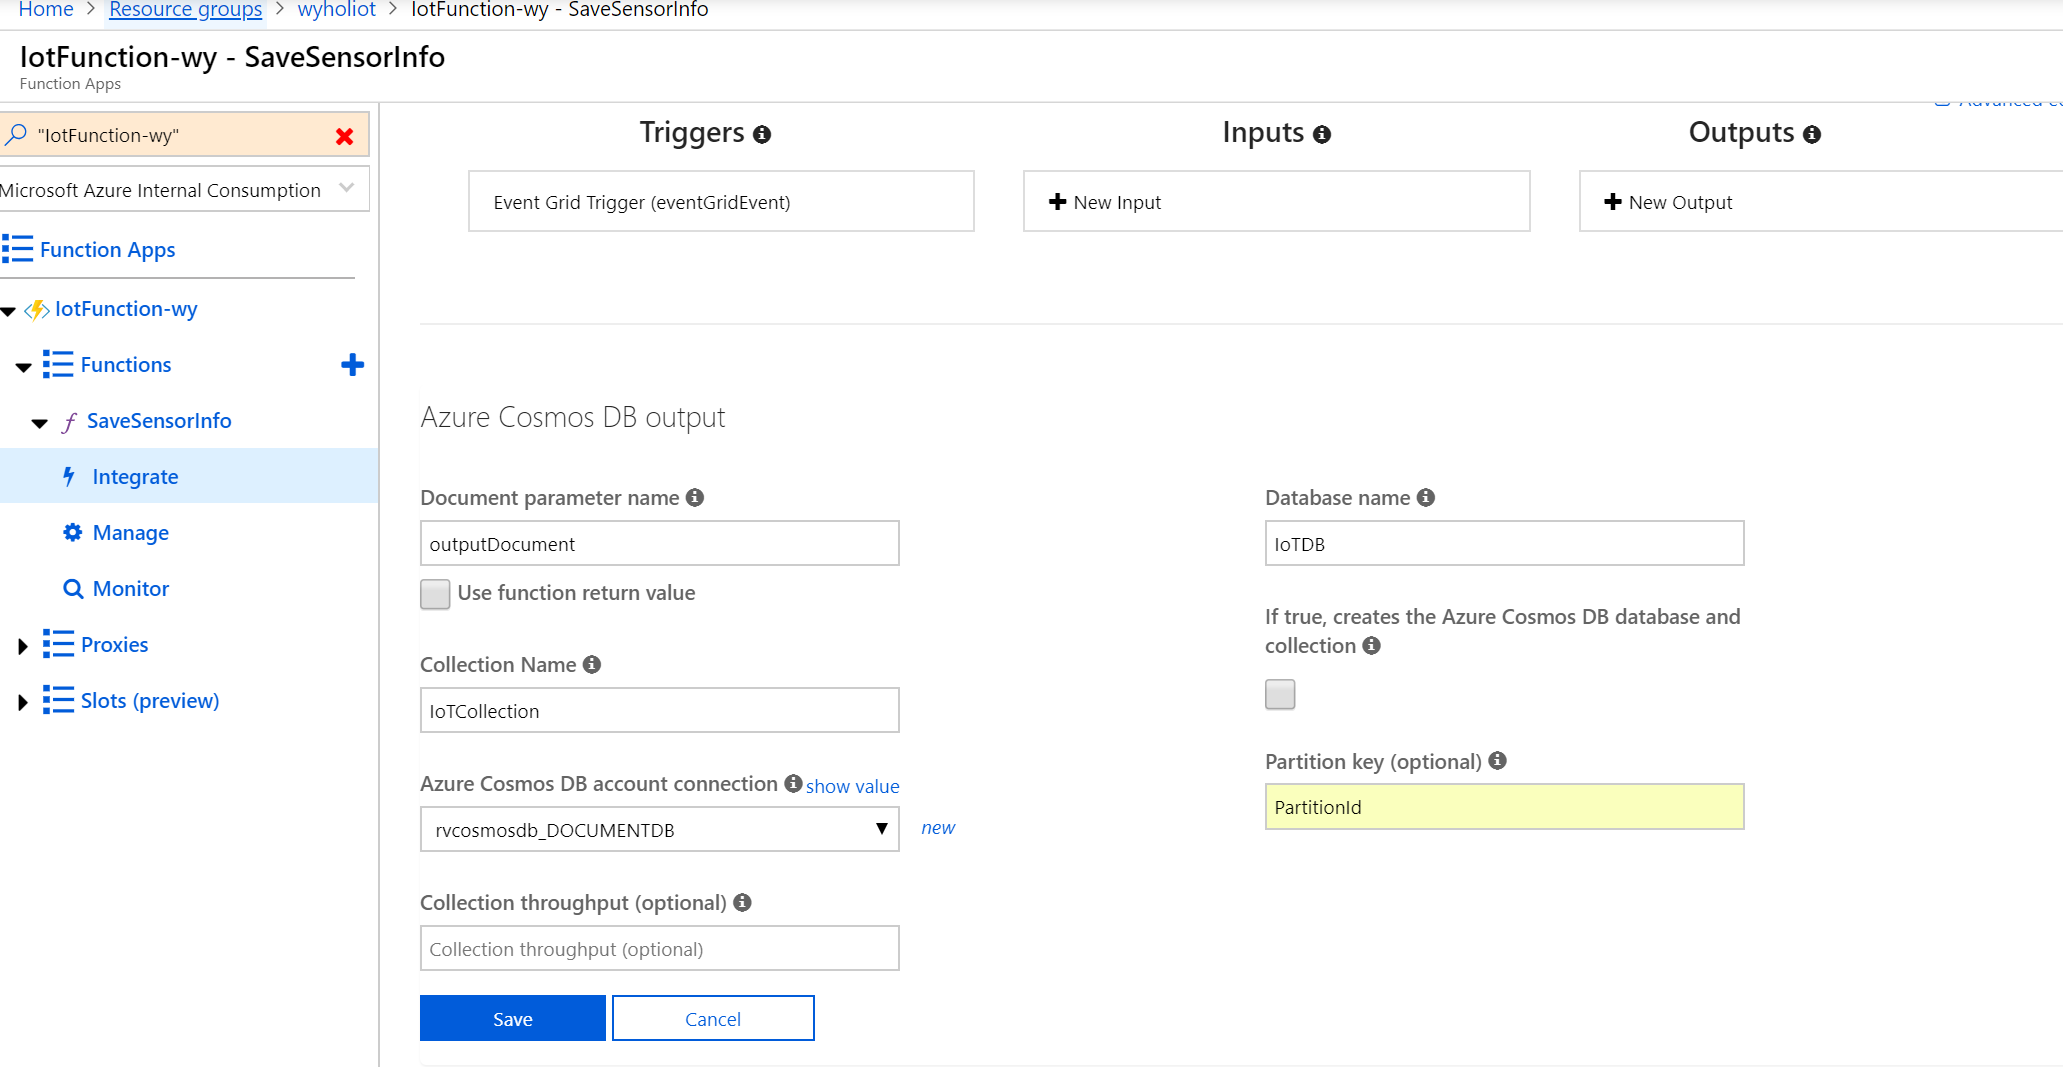 Home > Resource groups > wyholiot > IotFunction-wy - SaveSensorInfo
IotFunction-wy - SaveSensorInfo
Function Apps
"IotFunction-wy"
Microsoft Azure Internal Consumption
Function Apps
IotFunction-wy
Functions
SaveSensorInfo
Integrate
Manage
Monitor
Proxies
Slots (preview)
Advanced
Triggers
Inputs
Outputs
Event Grid Trigger (eventGridEvent)
New Input
New Output
Azure Cosmos DB output
Document parameter name
outputDocument
Use function return value
Collection Name
IoTCollection
Azure Cosmos DB account connection show value
rvcosmosdb_DOCUMENTDB
new
Collection throughput (optional)
Collection throughput (optional)
Save
Cancel
Database name
IoTDB
If true, creates the Azure Cosmos DB database and
collection
Partition key (optional)
PartitionId